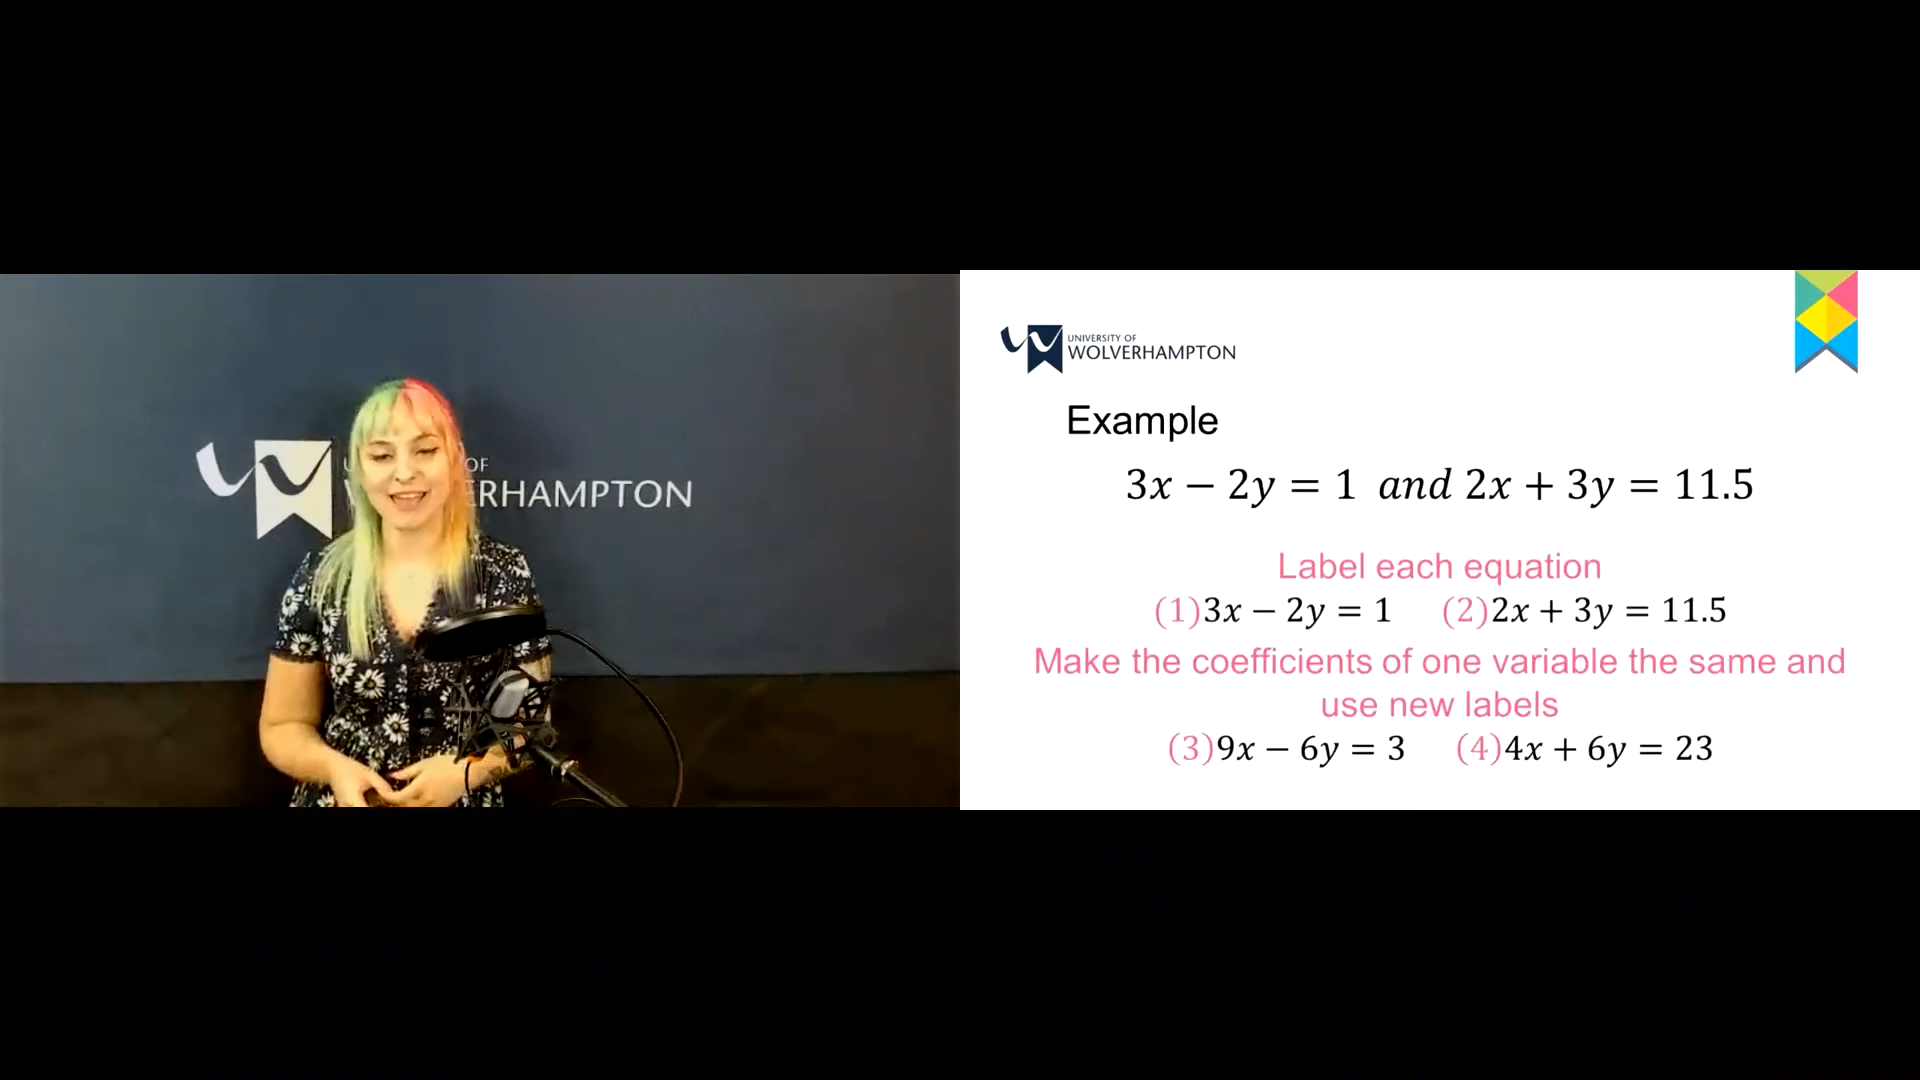 OF
ERHAMPTON
UNIVERSITY OF
WOLVERHAMPTON
Example
3x − 2y = 1 and 2x + 3y = 11.5
Label each equation
(1)3x − 2y = 1 (2)2x + 3y = 11.5
Make the coefficients of one variable the same and
use new labels
(3)9x − 6y = 3 (4)4x + 6y = 23